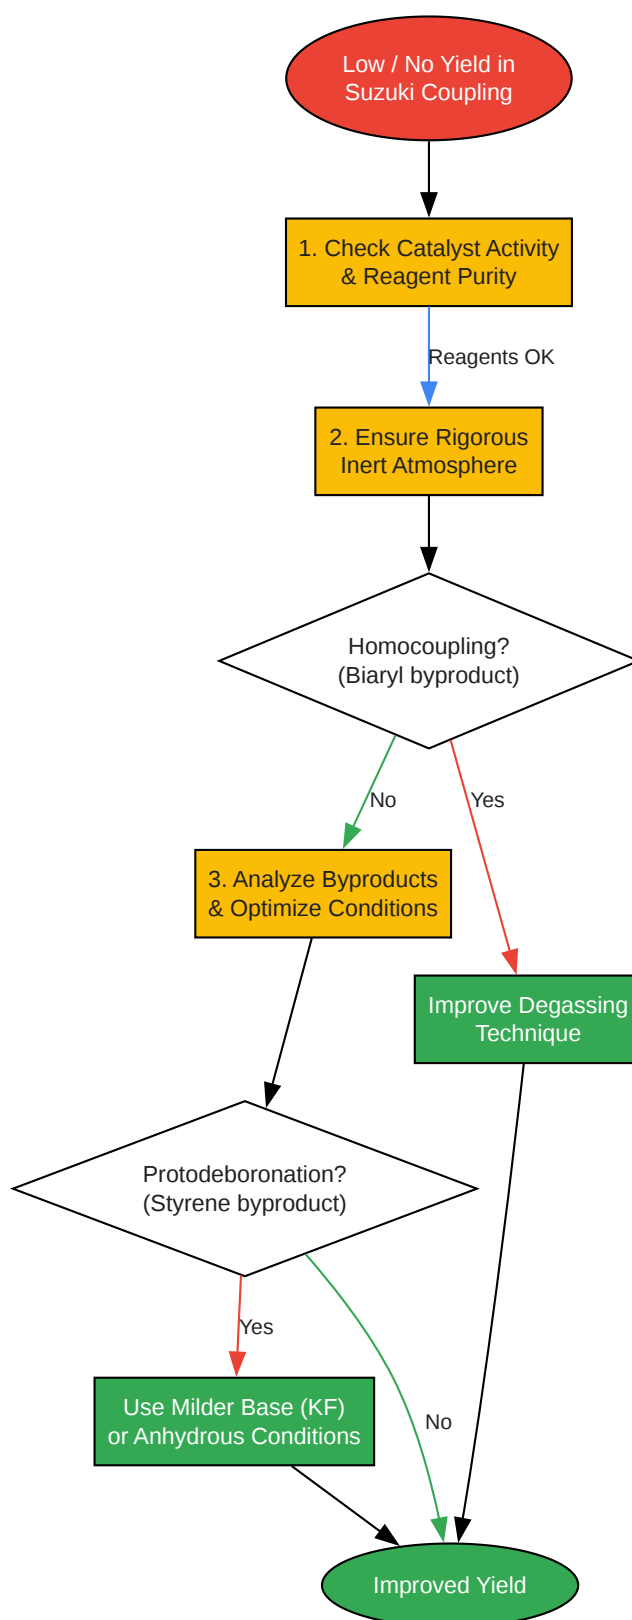 Low / No Yield in
Suzuki Coupling
1. Check Catalyst Activity
& Reagent Purity
Reagents OK
2. Ensure Rigorous
Inert Atmosphere
Homocoupling?
(Biaryl byproduct)
No
Yes
3. Analyze Byproducts
& Optimize Conditions
Improve Degassing
Technique
Protodeboronation?
(Styrene byproduct)
Yes
No
Use Milder Base (KF)
or Anhydrous Conditions
Improved Yield